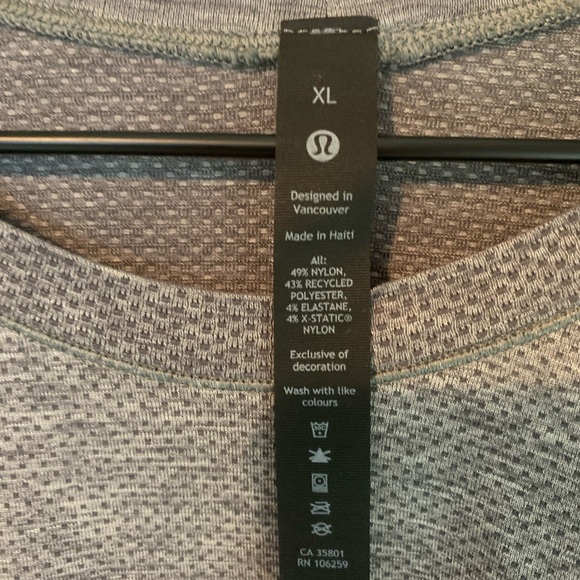 XL
Designed in
Vancouver
Made in Haiti
All:
49% NYLON,
43% RECYCLED
POLYESTER,
4% ELASTANE,
4% X-STATIC®
NYLON
Exclusive of
decoration
Wash with like
colours
CA 35801
RN 106259